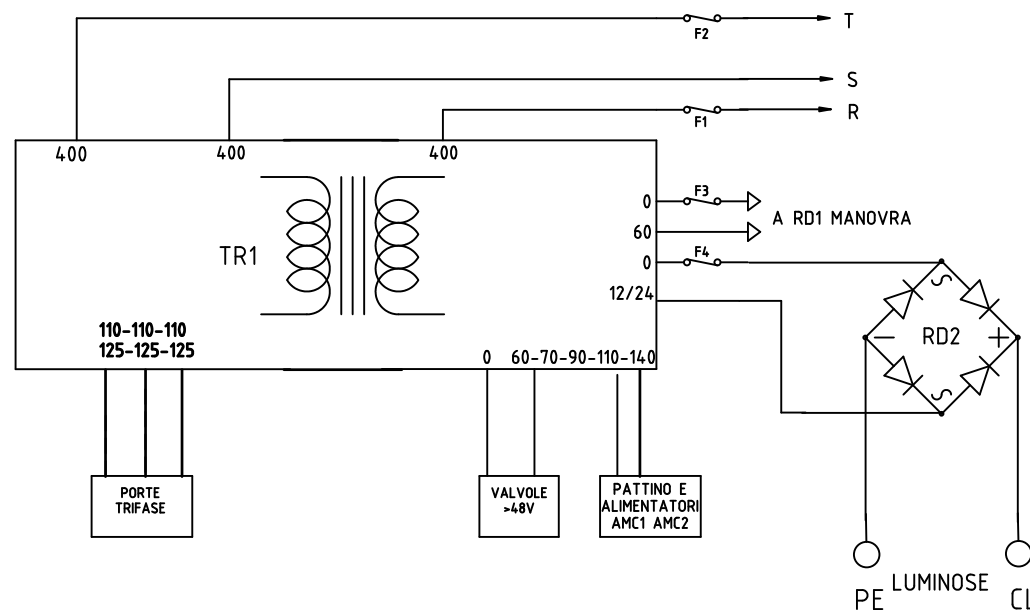 T
F2
S
R
F1
400 400 400
F3
0
A RD1 MANOVRA
60
F4
0
TR1
12/24
110-110-110
125-125-125
0 60-70-90-110-140
RD2
PORTE
TRIFASE
VALVOLE
>48V
PATTINO E
ALIMENTATORI
AMC1 AMC2
LUMINOSE
PE CL